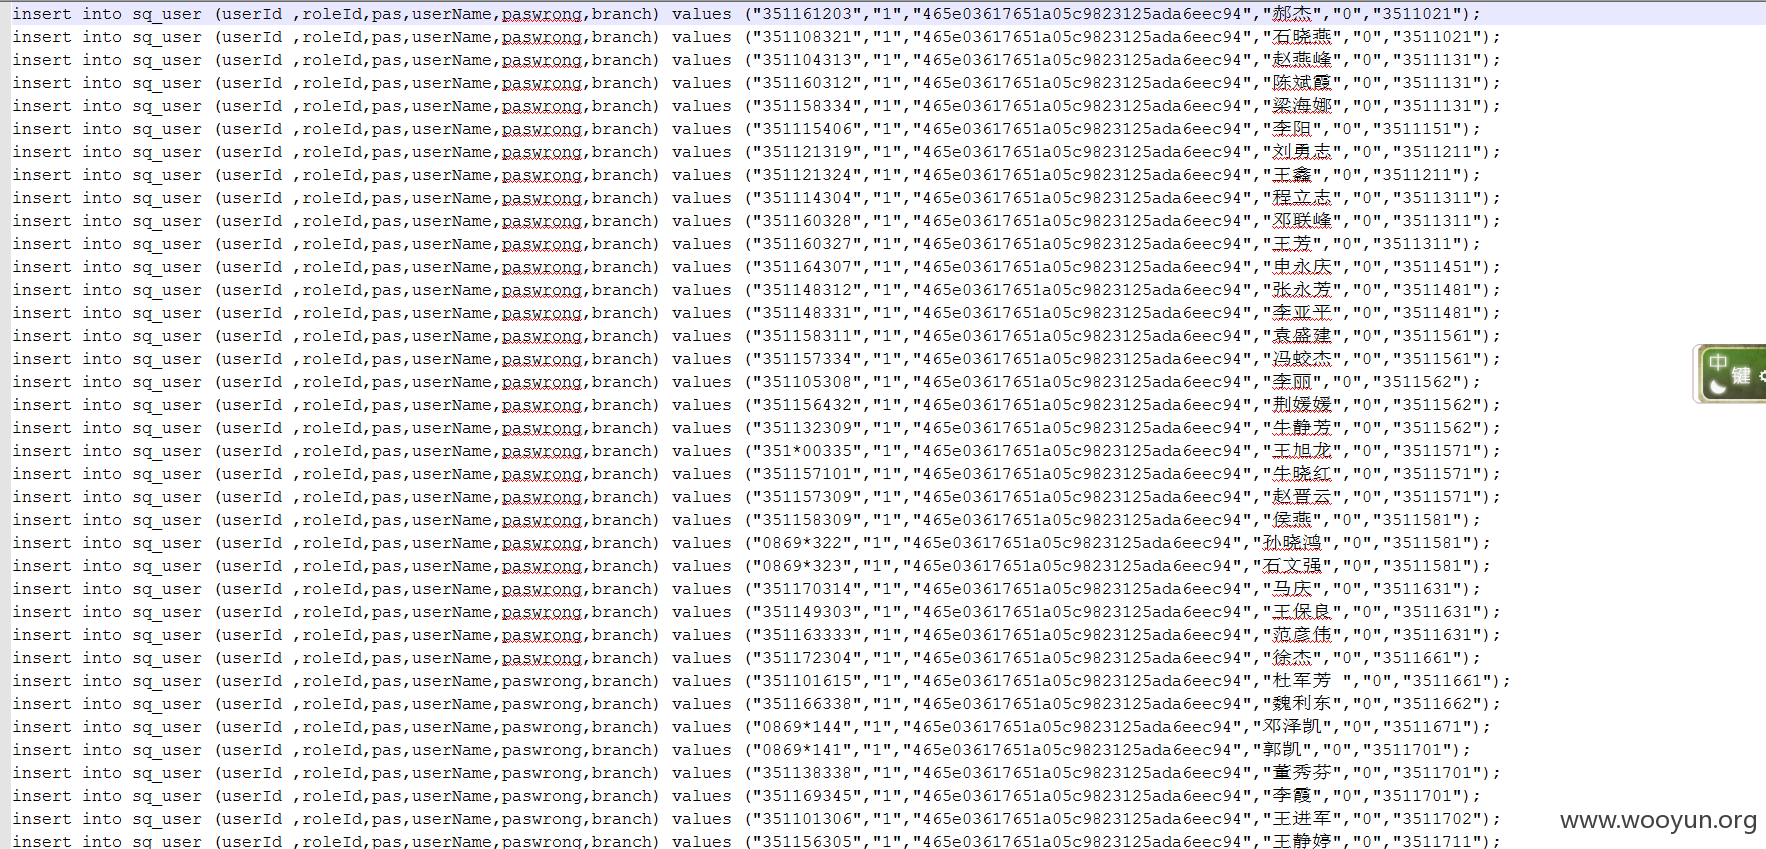 insert into sq_user (userId ,roleId,pas,userName,paswrong,branch) values ("351161203","1","465e03617651a05c9823125ada6eec94","郝杰","0","3511021");
insert into sq_user (userId ,roleId,pas,userName,paswrong,branch) values ("351108321","1","465e03617651a05c9823125ada6eec94","石晓燕","0","3511021");
insert into sq_user (userId ,roleId,pas,userName,paswrong,branch) values ("351104313","1","465e03617651a05c9823125ada6eec94","赵燕峰","0","3511131");
insert into sq_user (userId ,roleId,pas,userName,paswrong,branch) values ("351160312","1","465e03617651a05c9823125ada6eec94","陈斌霞","0","3511131");
insert into sq_user (userId ,roleId,pas,userName,paswrong,branch) values ("351158334","1","465e03617651a05c9823125ada6eec94","梁海娜","0","3511131");
insert into sq_user (userId ,roleId,pas,userName,paswrong,branch) values ("351115406","1","465e03617651a05c9823125ada6eec94","李阳","0","3511151");
insert into sq_user (userId ,roleId,pas,userName,paswrong,branch) values ("351121319","1","465e03617651a05c9823125ada6eec94","刘勇志","0","3511211");
insert into sq_user (userId ,roleId,pas,userName,paswrong,branch) values ("351121324","1","465e03617651a05c9823125ada6eec94","王鑫","0","3511211");
insert into sq_user (userId ,roleId,pas,userName,paswrong,branch) values ("351114304","1","465e03617651a05c9823125ada6eec94","程立志","0","3511311");
insert into sq_user (userId ,roleId,pas,userName,paswrong,branch) values ("351160328","1","465e03617651a05c9823125ada6eec94","邓联峰","0","3511311");
insert into sq_user (userId ,roleId,pas,userName,paswrong,branch) values ("351160327","1","465e03617651a05c9823125ada6eec94","王芳","0","3511311");
insert into sq_user (userId ,roleId,pas,userName,paswrong,branch) values ("351164307","1","465e03617651a05c9823125ada6eec94","申永庆","0","3511451");
insert into sq_user (userId ,roleId,pas,userName,paswrong,branch) values ("351148312","1","465e03617651a05c9823125ada6eec94","张永芳","0","3511481");
insert into sq_user (userId ,roleId,pas,userName,paswrong,branch) values ("351148331","1","465e03617651a05c9823125ada6eec94","李亚平","0","3511481");
insert into sq_user (userId ,roleId,pas,userName,paswrong,branch) values ("351158311","1","465e03617651a05c9823125ada6eec94","袁盛建","0","3511561");
insert into sq_user (userId ,roleId,pas,userName,paswrong,branch) values ("351157334","1","465e03617651a05c9823125ada6eec94","冯蛟杰","0","3511561");
insert into sq_user (userId ,roleId,pas,userName,paswrong,branch) values ("351105308","1","465e03617651a05c9823125ada6eec94","李丽","0","3511562");
insert into sq_user (userId ,roleId,pas,userName,paswrong,branch) values ("351156432","1","465e03617651a05c9823125ada6eec94","荆媛媛","0","3511562");
insert into sq_user (userId ,roleId,pas,userName,paswrong,branch) values ("351132309","1","465e03617651a05c9823125ada6eec94","牛静芳","0","3511562");
insert into sq_user (userId ,roleId,pas,userName,paswrong,branch) values ("351*00335","1","465e03617651a05c9823125ada6eec94","王旭龙","0","3511571");
insert into sq_user (userId ,roleId,pas,userName,paswrong,branch) values ("351157101","1","465e03617651a05c9823125ada6eec94","牛晓红","0","3511571");
insert into sq_user (userId ,roleId,pas,userName,paswrong,branch) values ("351157309","1","465e03617651a05c9823125ada6eec94","赵晋云","0","3511571");
insert into sq_user (userId ,roleId,pas,userName,paswrong,branch) values ("351158309","1","465e03617651a05c9823125ada6eec94","侯燕","0","3511581");
insert into sq_user (userId ,roleId,pas,userName,paswrong,branch) values ("0869*322","1","465e03617651a05c9823125ada6eec94","孙晓鸿","0","3511581");
insert into sq_user (userId ,roleId,pas,userName,paswrong,branch) values ("0869*323","1","465e03617651a05c9823125ada6eec94","石文强","0","3511581");
insert into sq_user (userId ,roleId,pas,userName,paswrong,branch) values ("351170314","1","465e03617651a05c9823125ada6eec94","马庆","0","3511631");
insert into sq_user (userId ,roleId,pas,userName,paswrong,branch) values ("351149303","1","465e03617651a05c9823125ada6eec94","王保良","0","3511631");
insert into sq_user (userId ,roleId,pas,userName,paswrong,branch) values ("351163333","1","465e03617651a05c9823125ada6eec94","范彦伟","0","3511631");
insert into sq_user (userId ,roleId,pas,userName,paswrong,branch) values ("351172304","1","465e03617651a05c9823125ada6eec94","徐杰","0","3511661");
insert into sq_user (userId ,roleId,pas,userName,paswrong,branch) values ("351101615","1","465e03617651a05c9823125ada6eec94","杜军芳 ","0","3511661");
insert into sq_user (userId ,roleId,pas,userName,paswrong,branch) values ("351166338","1","465e03617651a05c9823125ada6eec94","魏利东","0","3511662");
insert into sq_user (userId ,roleId,pas,userName,paswrong,branch) values ("0869*144","1","465e03617651a05c9823125ada6eec94","邓泽凯","0","3511671");
insert into sq_user (userId ,roleId,pas,userName,paswrong,branch) values ("0869*141","1","465e03617651a05c9823125ada6eec94","郭凯","0","3511701");
insert into sq_user (userId ,roleId,pas,userName,paswrong,branch) values ("351138338","1","465e03617651a05c9823125ada6eec94","董秀芬","0","3511701");
insert into sq_user (userId ,roleId,pas,userName,paswrong,branch) values ("351169345","1","465e03617651a05c9823125ada6eec94","李霞","0","3511701");
insert into sq_user (userId ,roleId,pas,userName,paswrong,branch) values ("351101306","1","465e03617651a05c9823125ada6eec94","王进军","0","3511702");
insert into sq_user (userId ,roleId,pas,userName,paswrong,branch) values ("351156305","1","465e03617651a05c9823125ada6eec94","王静婷","0","3511711");
中
键
www.wooyun.org